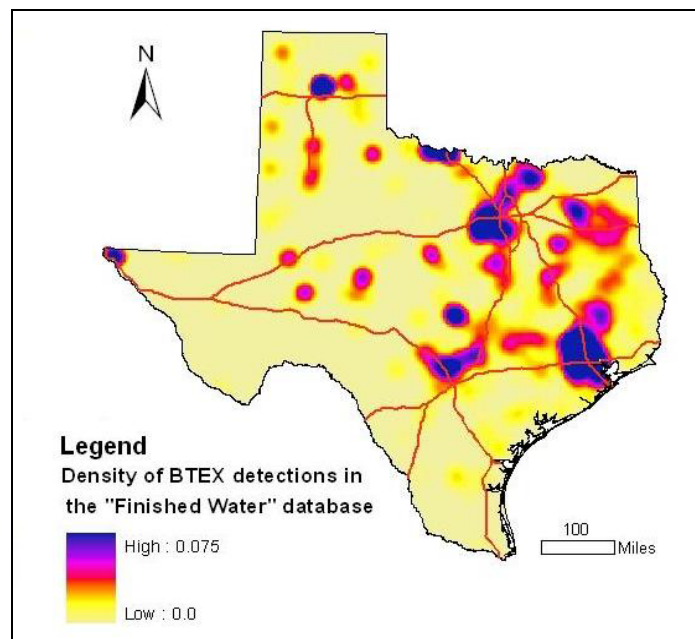 N
Legend
Density of BTEX detections in
the "Finished Water" database
High : 0.075
Low : 0.0
100
Miles